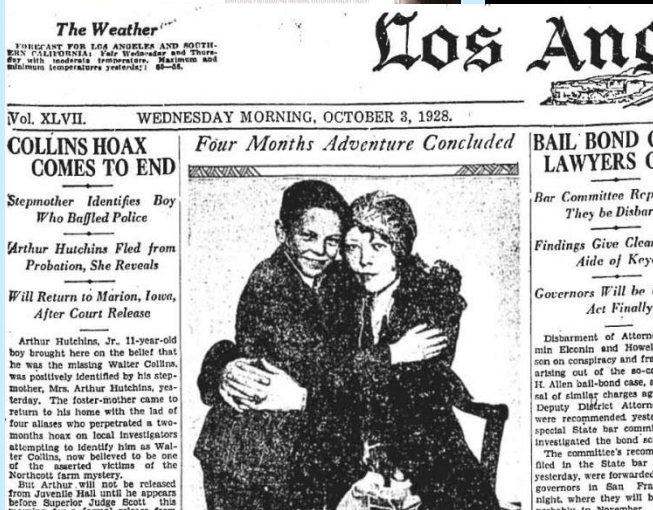 The Weather
FORECAST FOR LOS ANGELES AND SOUTH-
ERN CALIFORNIA: Fair Wednesday and Thurs-
day with moderate temperature. Maximum and
minimum temperatures yesterday:
Los Ang
Vol. XLVII. WEDNESDAY MORNING, OCTOBER 3, 1928.
COLLINS HOAX
COMES TO END
Stepmother Identifies Boy
Who Baffled Police
Arthur Hutchins Fled from
Probation, She Reveals
Will Return to Marion, Iowa,
After Court Release
Arthur Hutchins, Jr., 11-year-old
boy brought here on the belief that
he was the missing Walter Collins,
was positively identified by his step-
mother, Mrs. Arthur Hutchins, yes-
terday. The foster-mother came to
return to his home with the lad of
four aliases who perpetrated a two-
months hoax on local investigators
attempting to identify him as Wal-
ter Collins, now believed to be one
of the asserted victims of the
Northcott farm mystery.
But Arthur will not be released
from Juvenile Hall until he appears
before Superior Judge Scott this
Four Months Adventure Concluded
BAIL BOND
LAWYERS
Bar Committee Rep
They be Disbar
Findings Give Clea
Aide of Key
Governors Will be
Act Finally
Disbarment of Attorn
min Elconin and Howe
son on conspiracy and fra
arising out of the so-c
H. Allen bail-bond case, a
sal of similar charges ag
Deputy District Attorn
were recommended yeste
special State bar commi
investigated the bond sc
The committee's recom
filed in the State bar
yesterday, were forwarded
governors in San Fra
night, where they will b
probably in November